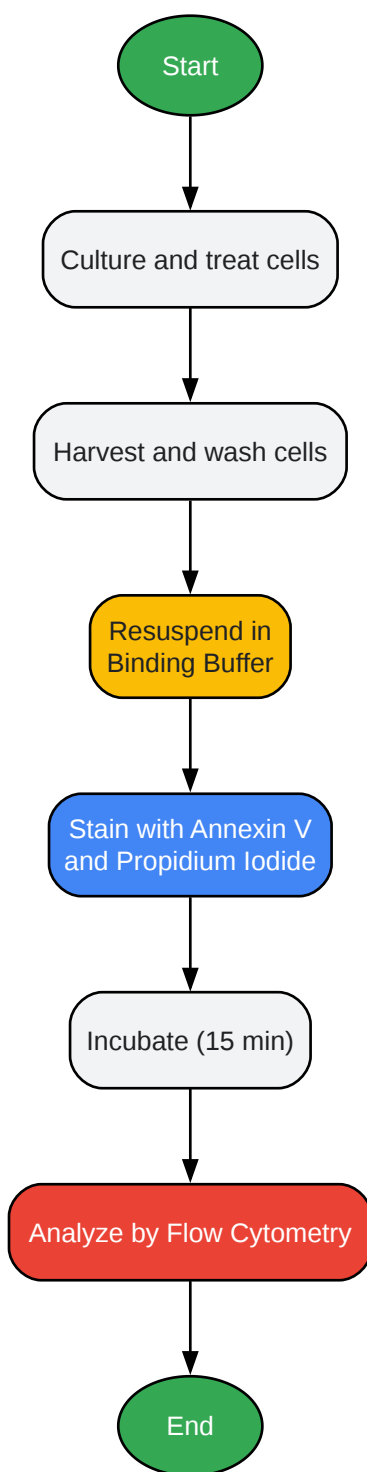 Start
Culture and treat cells
Harvest and wash cells
Resuspend in
Binding Buffer
Stain with Annexin V
and Propidium Iodide
Incubate (15 min)
Analyze by Flow Cytometry
End